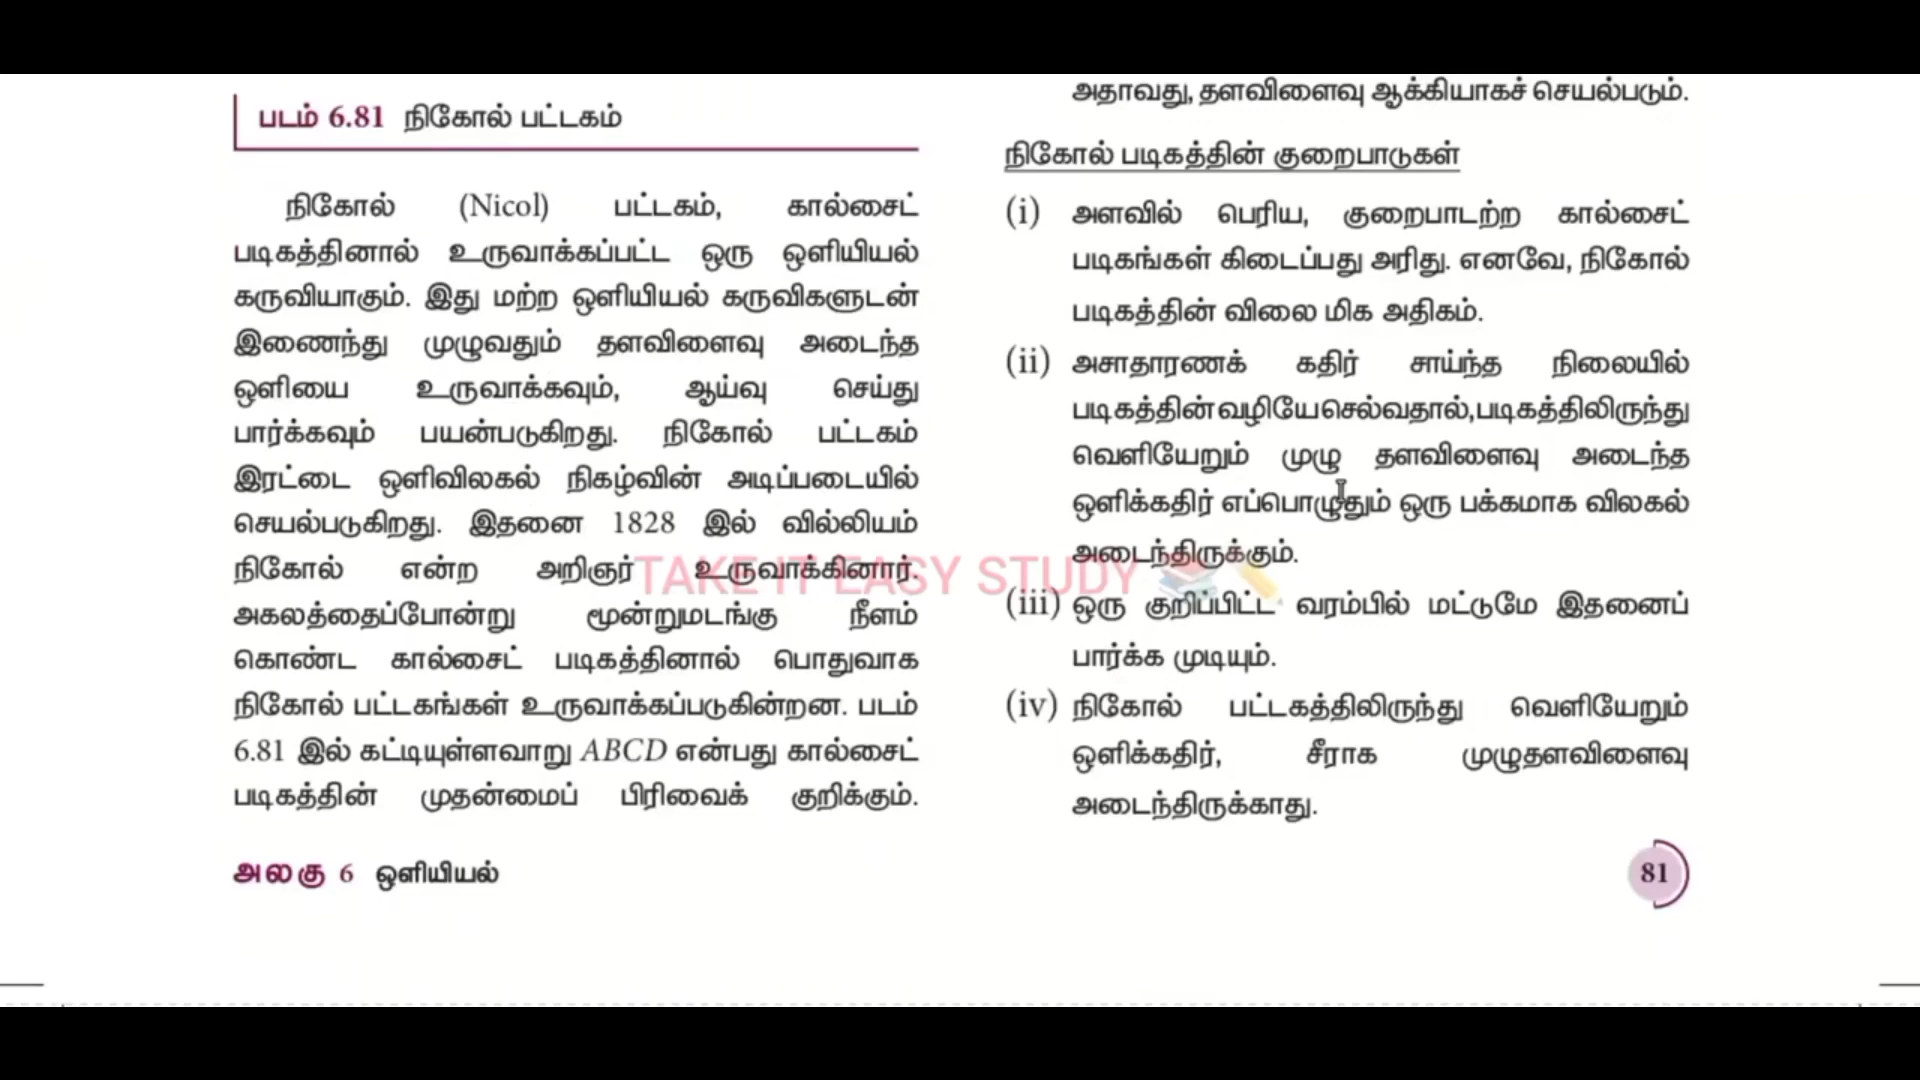 படம் 6.81 நிகோல் பட்டகம்
நிகோல் (Nicol) பட்டகம், கால்சைட்
படிகத்தினால் உருவாக்கப்பட்ட ஒரு ஒளியியல்
கருவியாகும். இது மற்ற ஒளியியல் கருவிகளுடன்
இணைந்து முழுவதும் தளவிளைவு அடைந்த
ஒளியை உருவாக்கவும், ஆய்வு செய்து
பார்க்கவும் பயன்படுகிறது. நிகோல் பட்டகம்
இரட்டை ஒளிவிலகல் நிகழ்வின் அடிப்படையில்
செயல்படுகிறது. இதனை 1828 இல் வில்லியம்
நிகோல் என்ற அறிஞர் உருவாக்கினார்.
அகலத்தைப்போன்று மூன்றுமடங்கு நீளம்
கொண்ட கால்சைட் படிகத்தினால் பொதுவாக
நிகோல் பட்டகங்கள் உருவாக்கப்படுகின்றன. படம்
6.81 இல் கட்டியுள்ளவாறு ABCD என்பது கால்சைட்
படிகத்தின் முதன்மைப் பிரிவைக் குறிக்கும்.
அதாவது, தளவிளைவு ஆக்கியாகச் செயல்படும்.
நிகோல் படிகத்தின் குறைபாடுகள்
(i) அளவில் பெரிய, குறைபாடற்ற கால்சைட்
படிகங்கள் கிடைப்பது அரிது. எனவே, நிகோல்
படிகத்தின் விலை மிக அதிகம்.
(ii) அசாதாரணக் கதிர் சாய்ந்த நிலையில்
படிகத்தின் வழியே செல்வதால், படிகத்திலிருந்து
வெளியேறும் முழு தளவிளைவு அடைந்த
ஒளிக்கதிர் எப்பொழுதும் ஒரு பக்கமாக விலகல்
அடைந்திருக்கும்.
(iii) ஒரு குறிப்பிட்ட வரம்பில் மட்டுமே இதனைப்
பார்க்க முடியும்.
(iv) நிகோல் பட்டகத்திலிருந்து வெளியேறும்
ஒளிக்கதிர், சீராக முழுதளவிளைவு
அடைந்திருக்காது.
TAKE IT EASY STUDY
அலகு 6 ஒளியியல்
81